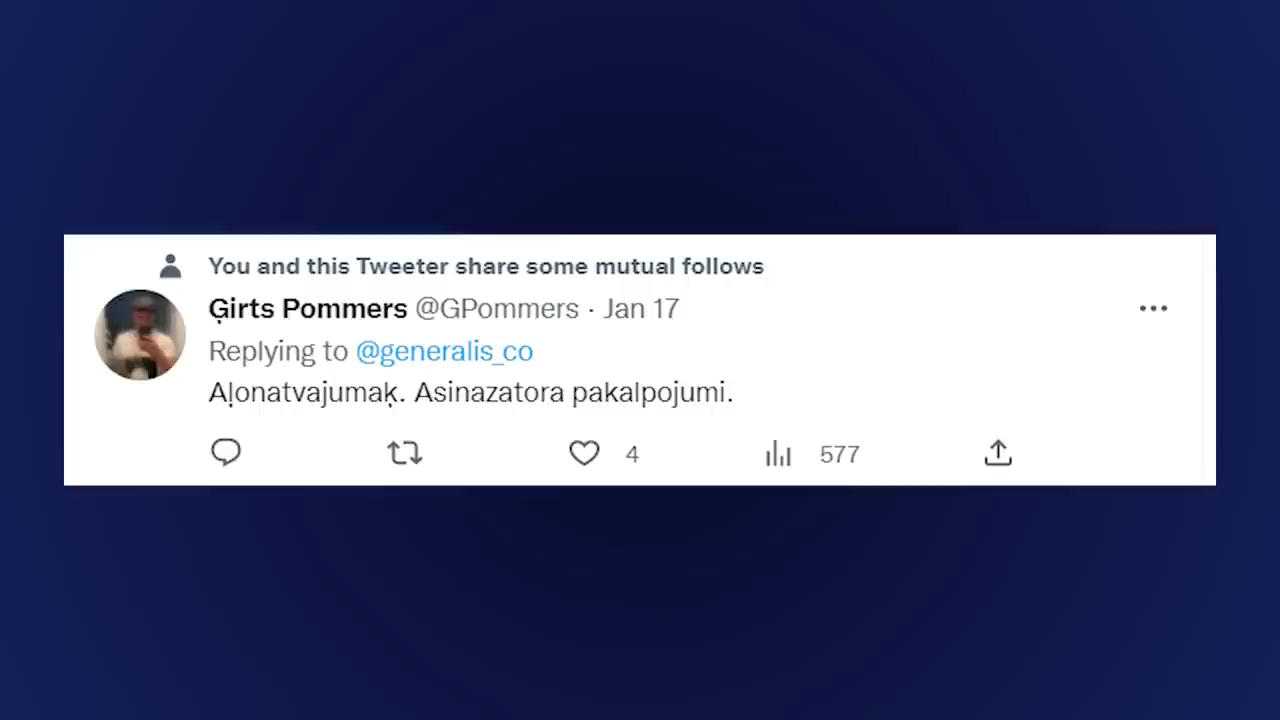 You and this Tweeter share some mutual follows
Ģirts Pommers @GPommers · Jan 17
Replying to @generalis_co
Aļonatvajumaķ. Asinazatora pakalpojumi.
4 577